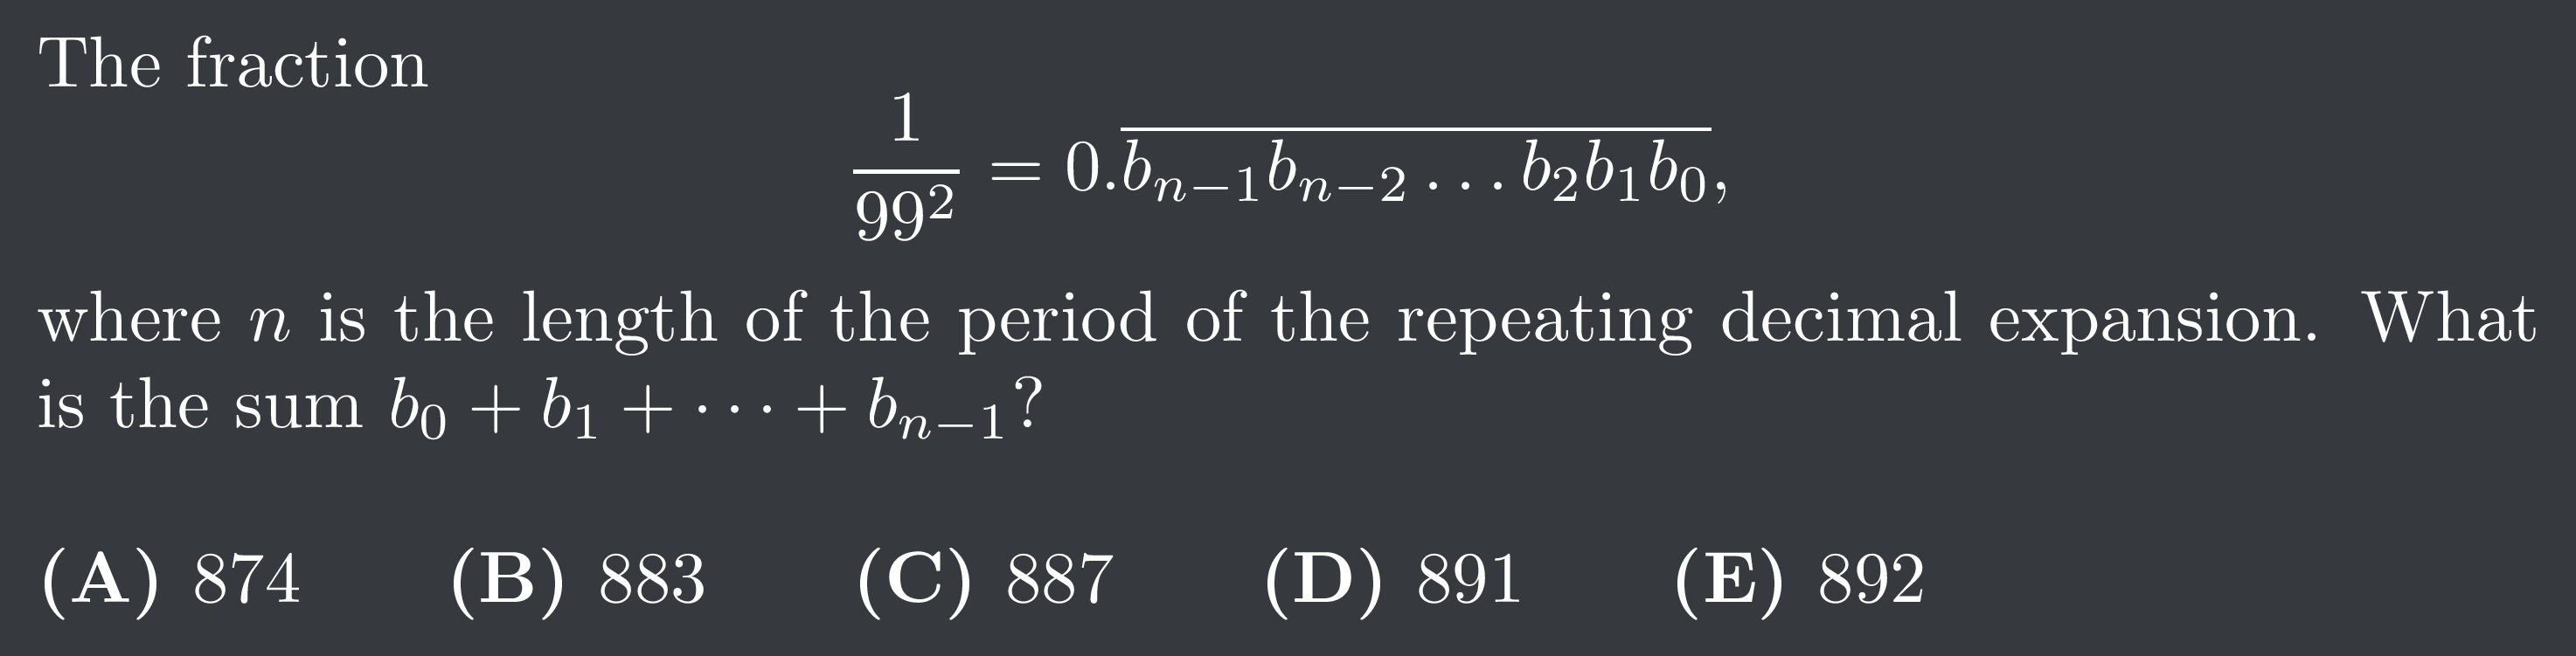 The fraction
\frac{1}{99^2} = 0.\overline{b_{n-1}b_{n-2}\ldots b_2b_1b_0},
where n is the length of the period of the repeating decimal expansion. What
is the sum b_0 + b_1 + \cdots + b_{n-1}?
(A) 874 (B) 883 (C) 887 (D) 891 (E) 892